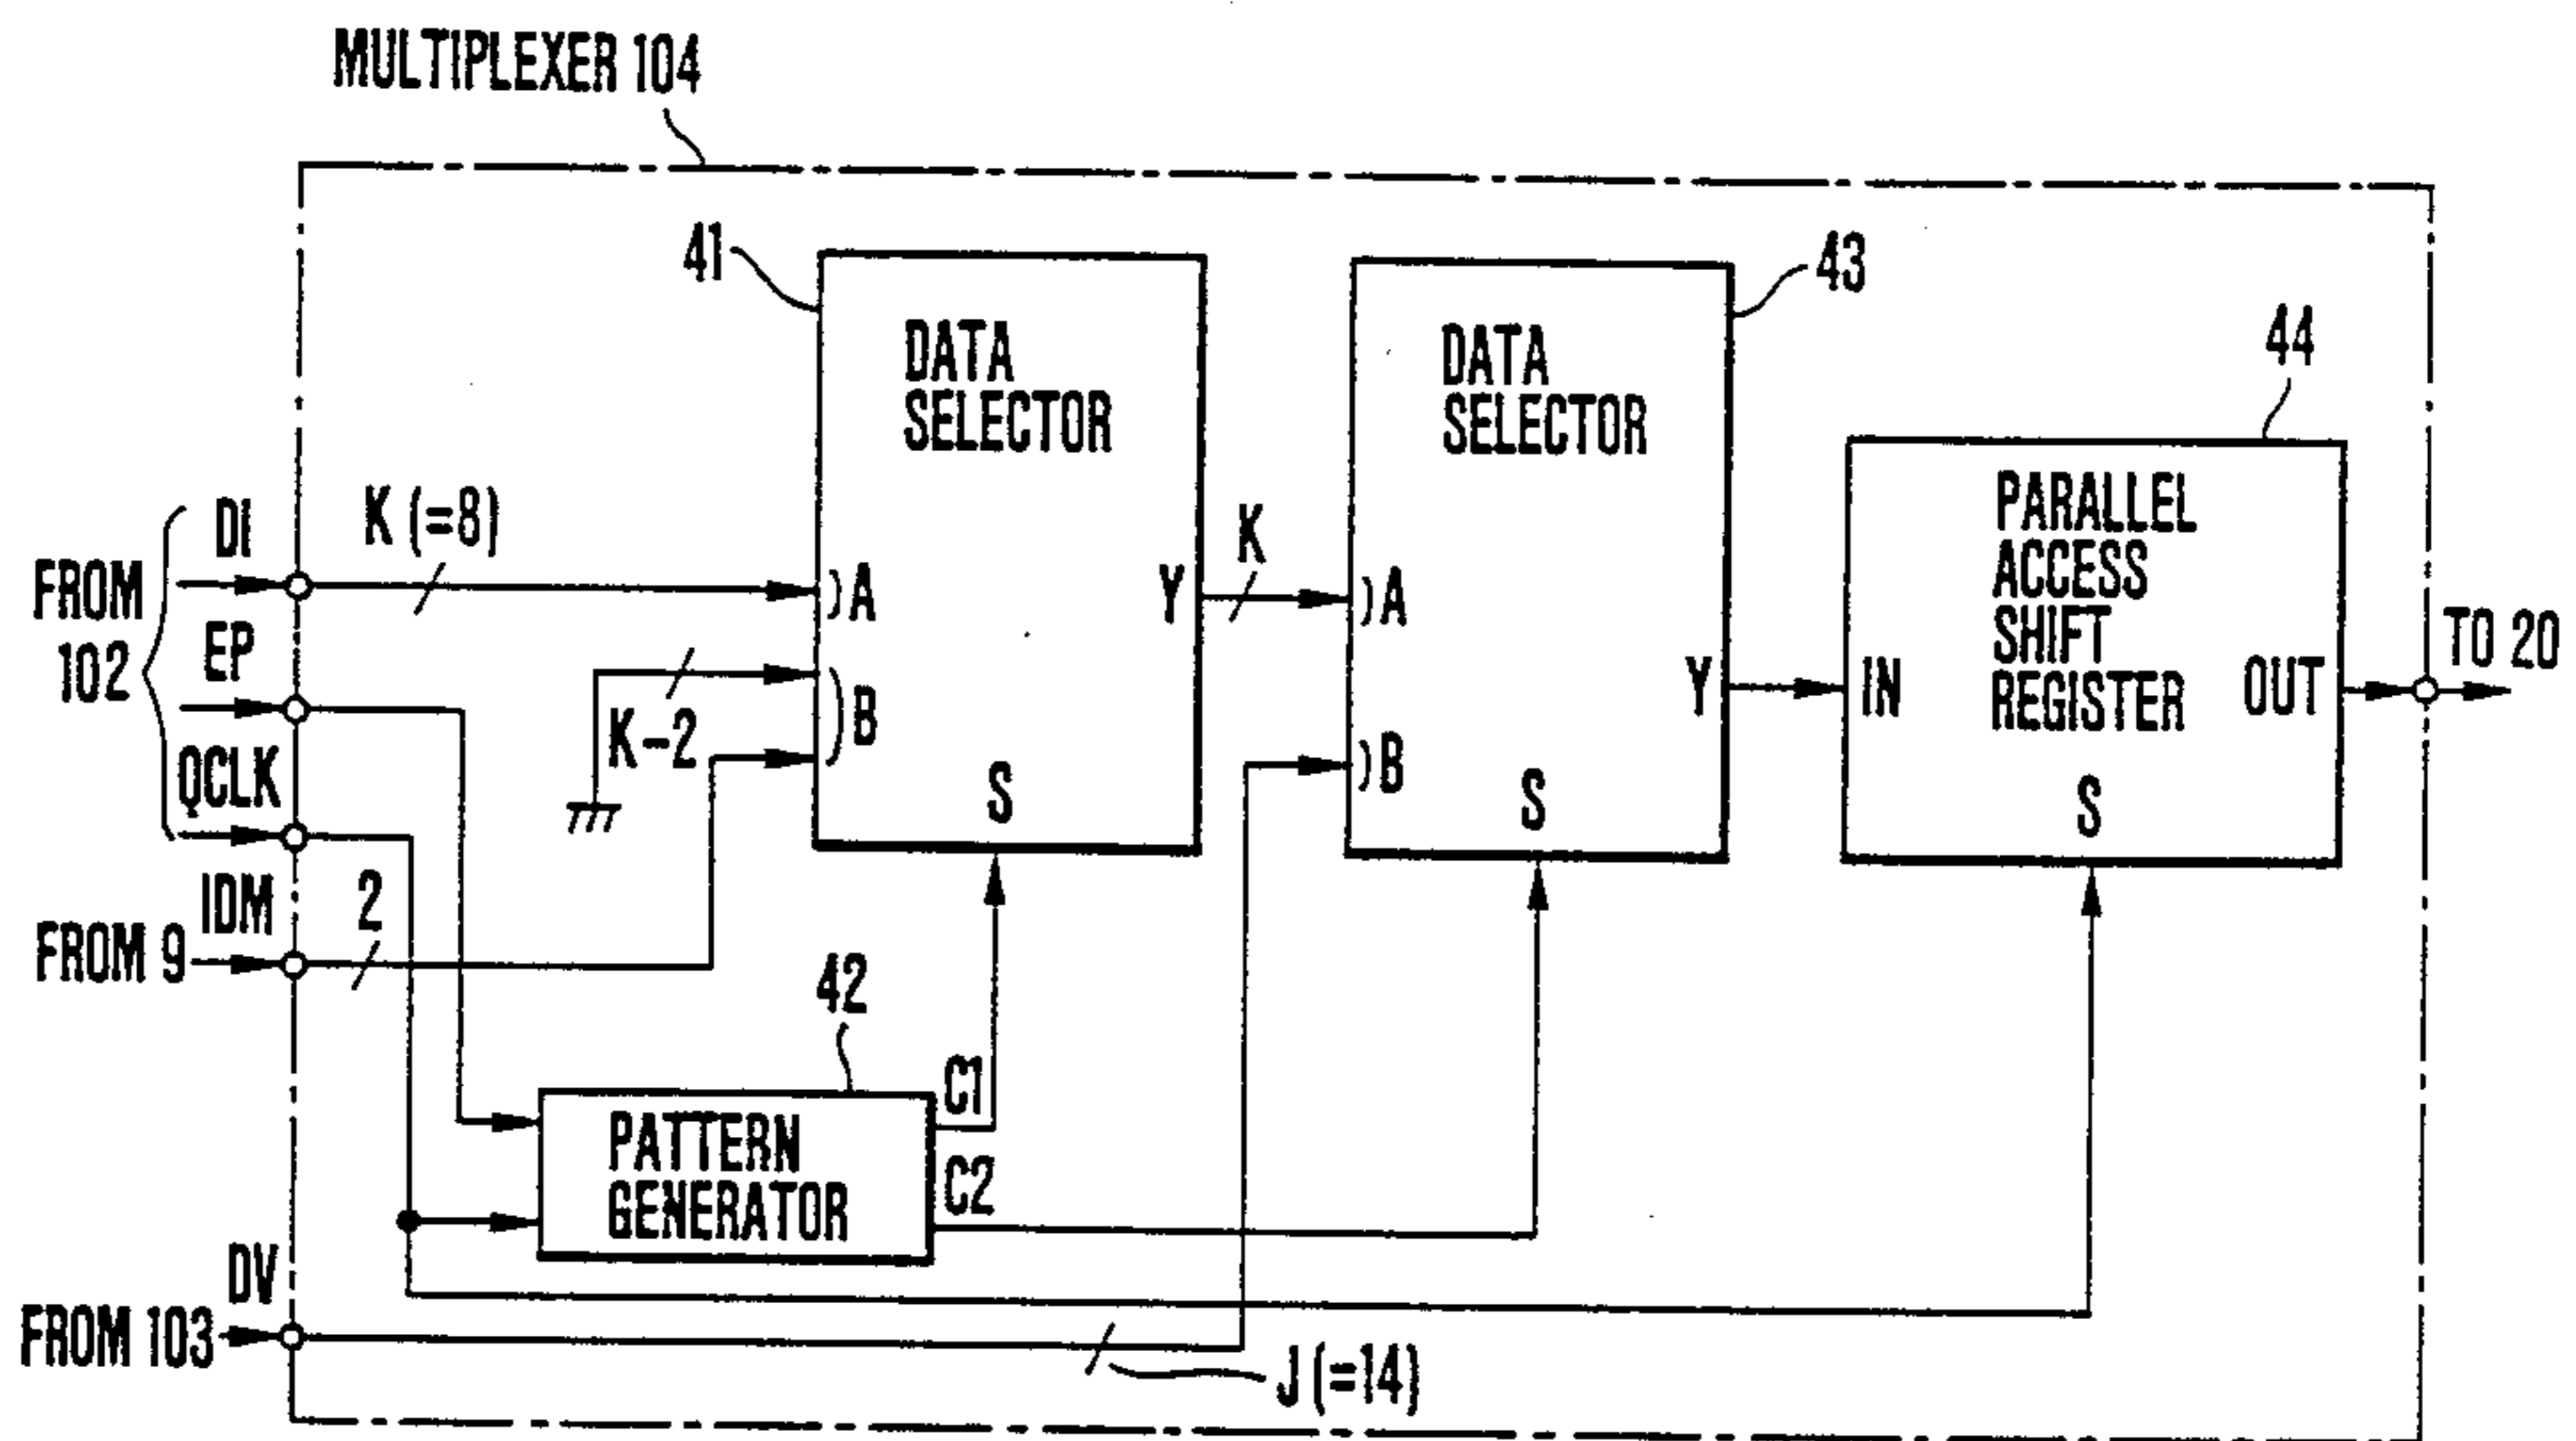 MULTIPLEXER 104
41
DATA
SELECTOR
A
B
Y
S
43
DATA
SELECTOR
A
B
Y
S
44
PARALLEL
ACCESS
SHIFT
REGISTER
IN
OUT
S
TO 20
FROM
102
DI
EP
QCLK
K (=8)
K-2
K
IDM
2
FROM 9
42
PATTERN
GENERATOR
C1
C2
DV
FROM 103
J (=14)